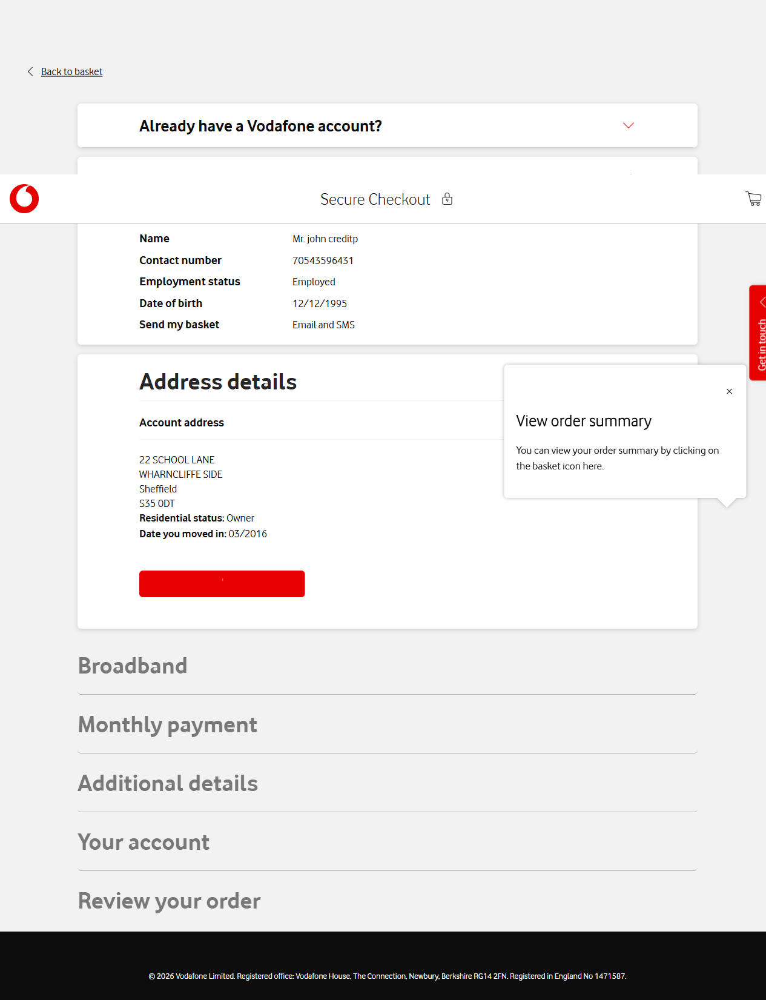 Back to basket
Already have a Vodafone account?
Secure Checkout
Name Mr. john creditp
Contact number 70543596431
Employment status Employed
Date of birth 12/12/1995
Send my basket Email and SMS
Get in touch
Address details
Account address
22 SCHOOL LANE
WHARNCLIFFE SIDE
Sheffield
S35 0DT
Residential status: Owner
Date you moved in: 03/2016
View order summary
You can view your order summary by clicking on
the basket icon here.
Broadband
Monthly payment
Additional details
Your account
Review your order
© 2026 Vodafone Limited. Registered office: Vodafone House, The Connection, Newbury, Berkshire RG14 2FN. Registered in England No 1471587.